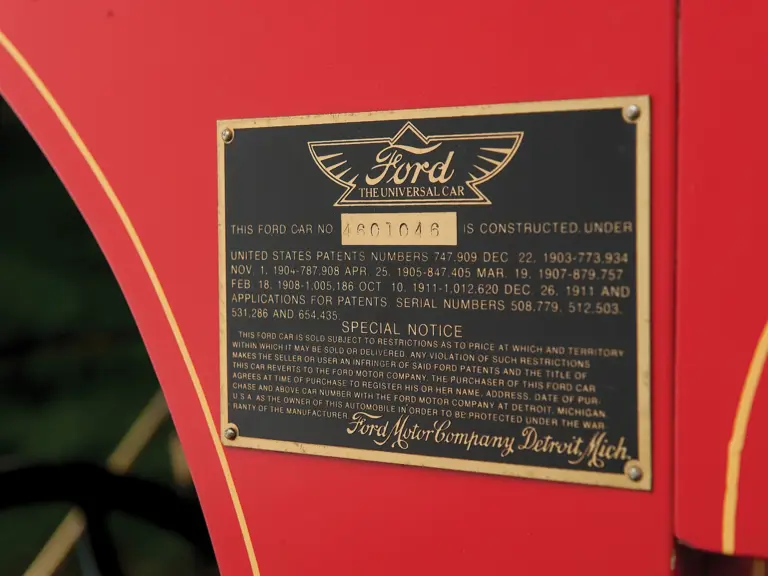 Ford
THE UNIVERSAL CAR
THIS FORD CAR NO 4601046 IS CONSTRUCTED. UNDER
UNITED STATES PATENTS NUMBERS 747.909 DEC 22. 1903-773.934
NOV. 1. 1904-787.908 APR. 25. 1905-847.405 MAR. 19. 1907-879.757
FEB. 18. 1908-1.005.186 OCT 10. 1911-1.012.620 DEC. 26. 1911 AND
APPLICATIONS FOR PATENTS. SERIAL NUMBERS 508.779. 512.503.
531.286 AND 654.435.
SPECIAL NOTICE
THIS FORD CAR IS SOLD SUBJECT TO RESTRICTIONS AS TO PRICE AT WHICH AND TERRITORY
WITHIN WHICH IT MAY BE SOLD OR DELIVERED. ANY VIOLATION OF SUCH RESTRICTIONS
MAKES THE SELLER OR USER AN INFRINGER OF SAID FORD PATENTS AND THE TITLE OF
THIS CAR REVERTS TO THE FORD MOTOR COMPANY. THE PURCHASER OF THIS FORD CAR
AGREES AT TIME OF PURCHASE TO REGISTER HIS OR HER NAME. ADDRESS. DATE OF PUR-
CHASE AND ABOVE CAR NUMBER WITH THE FORD MOTOR COMPANY AT DETROIT. MICHIGAN.
U.S.A. AS THE OWNER OF THIS AUTOMOBILE IN ORDER TO BE PROTECTED UNDER THE WAR-
RANTY OF THE MANUFACTURER.
Ford Motor Company Detroit, Mich.